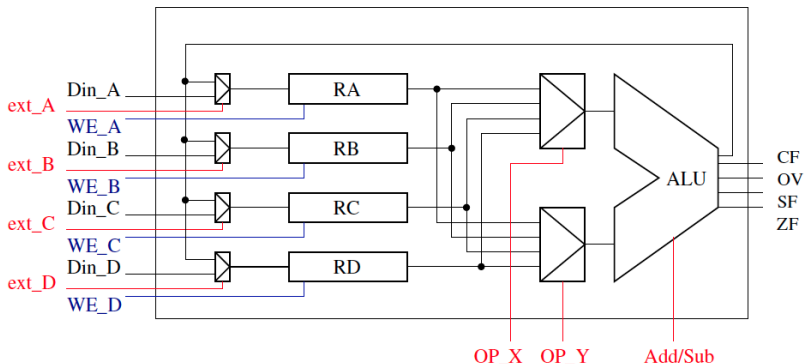 Din_A
ext_A
WE_A
RA
Din_B
ext_B
WE_B
RB
Din_C
ext_C
WE_C
RC
Din_D
ext_D
WE_D
RD
ALU
CF
OV
SF
ZF
OP_X
OP_Y
Add/Sub